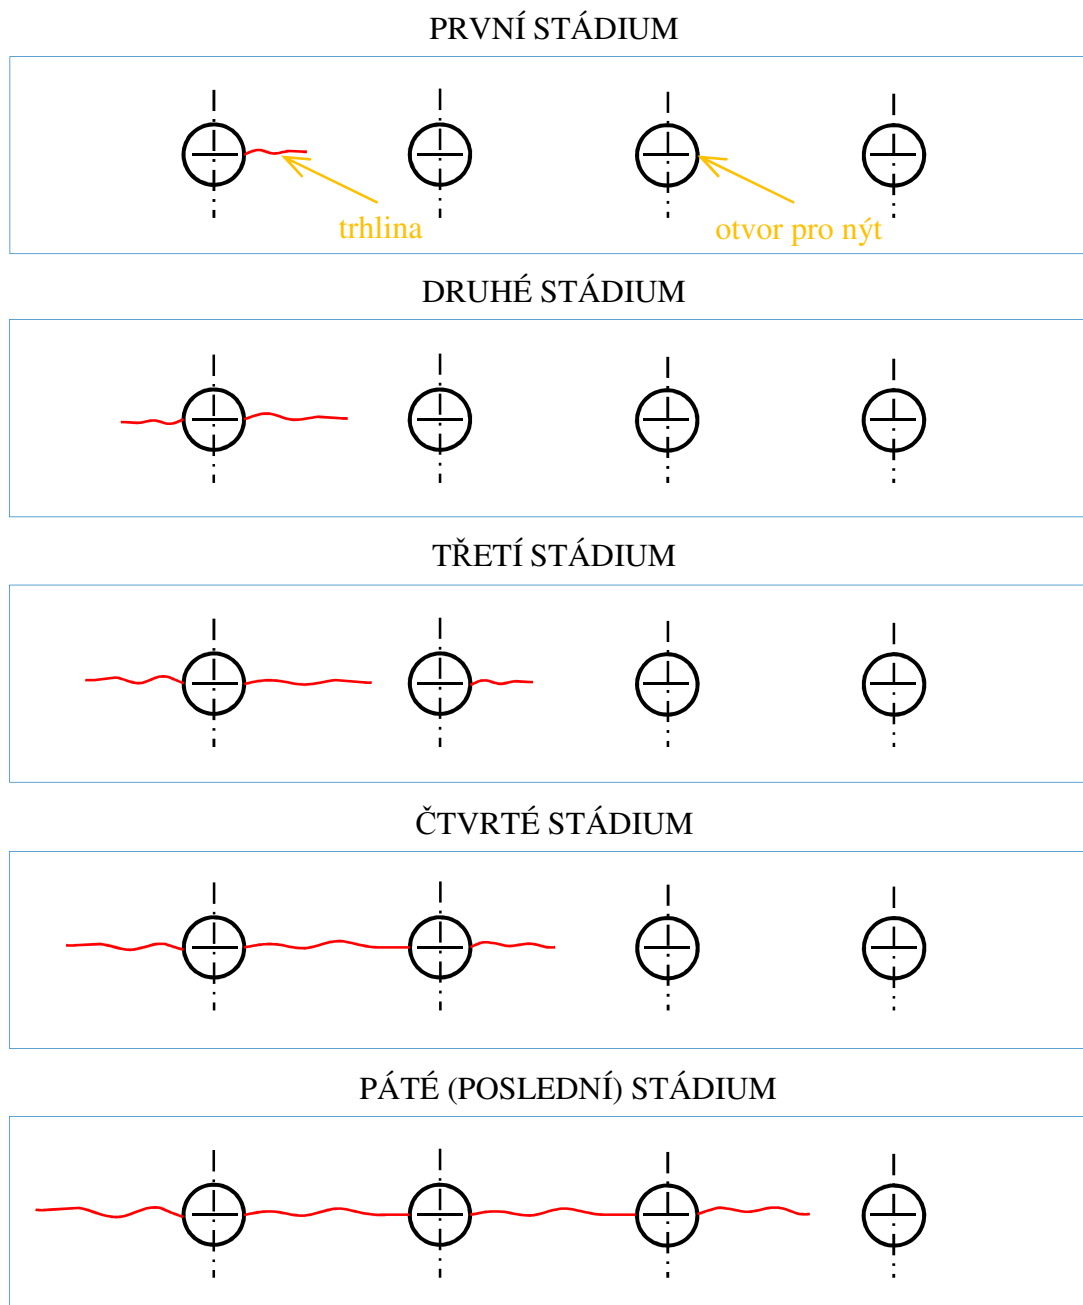 PRVNÍ STÁDIUM
trhlina
otvor pro nýt
DRUHÉ STÁDIUM
TŘETÍ STÁDIUM
ČTVRTÉ STÁDIUM
PÁTÉ (POSLEDNÍ) STÁDIUM